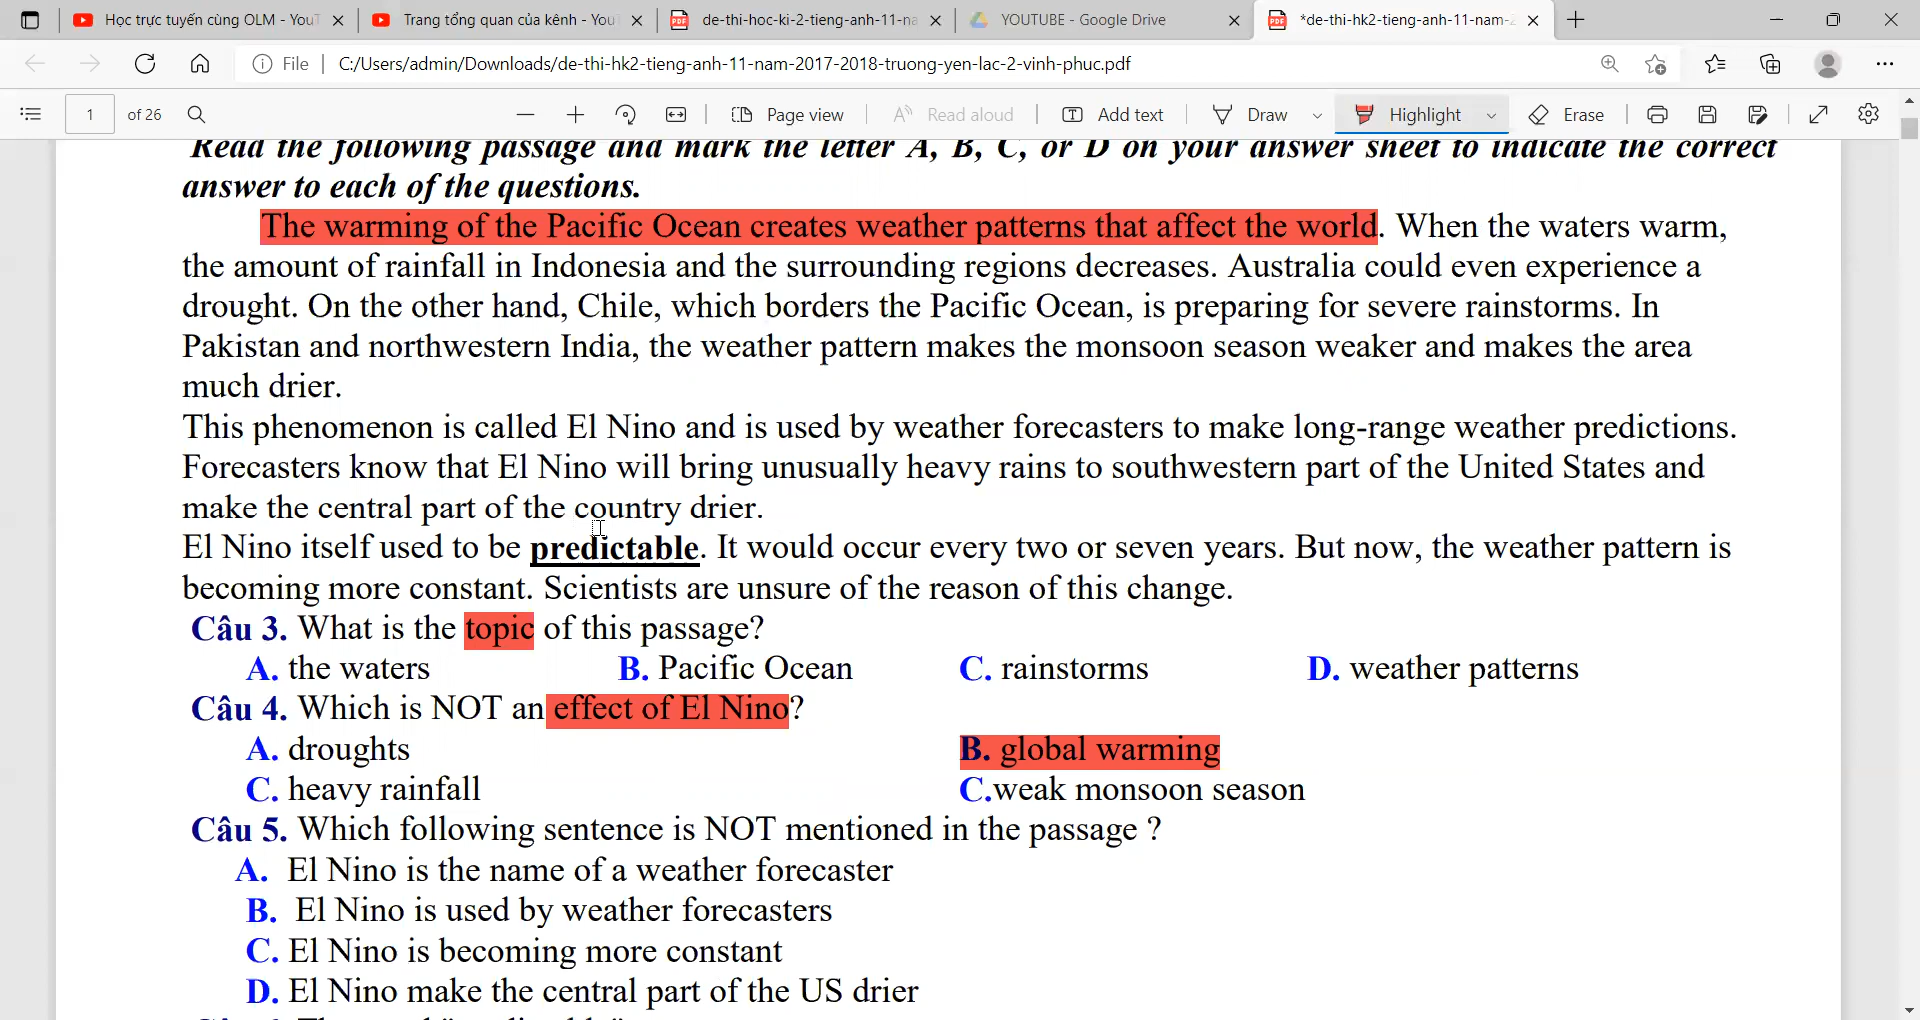 Học trực tuyến cùng OLM - YouT
Trang tổng quan của kênh - You
de-thi-hoc-ki-2-tieng-anh-11-na
YOUTUBE - Google Drive
*de-thi-hk2-tieng-anh-11-nam-2
File
C:/Users/admin/Downloads/de-thi-hk2-tieng-anh-11-nam-2017-2018-truong-yen-lac-2-vinh-phuc.pdf
1 of 26
Page view
Read aloud
Add text
Draw
Highlight
Erase
Read the following passage and mark the letter A, B, C, or D on your answer sheet to indicate the correct
answer to each of the questions.
The warming of the Pacific Ocean creates weather patterns that affect the world. When the waters warm,
the amount of rainfall in Indonesia and the surrounding regions decreases. Australia could even experience a
drought. On the other hand, Chile, which borders the Pacific Ocean, is preparing for severe rainstorms. In
Pakistan and northwestern India, the weather pattern makes the monsoon season weaker and makes the area
much drier.
This phenomenon is called El Nino and is used by weather forecasters to make long-range weather predictions.
Forecasters know that El Nino will bring unusually heavy rains to southwestern part of the United States and
make the central part of the country drier.
El Nino itself used to be predictable. It would occur every two or seven years. But now, the weather pattern is
becoming more constant. Scientists are unsure of the reason of this change.
Câu 3. What is the topic of this passage?
A. the waters B. Pacific Ocean C. rainstorms D. weather patterns
Câu 4. Which is NOT an effect of El Nino?
A. droughts B. global warming
C. heavy rainfall C.weak monsoon season
Câu 5. Which following sentence is NOT mentioned in the passage ?
A. El Nino is the name of a weather forecaster
B. El Nino is used by weather forecasters
C. El Nino is becoming more constant
D. El Nino make the central part of the US drier